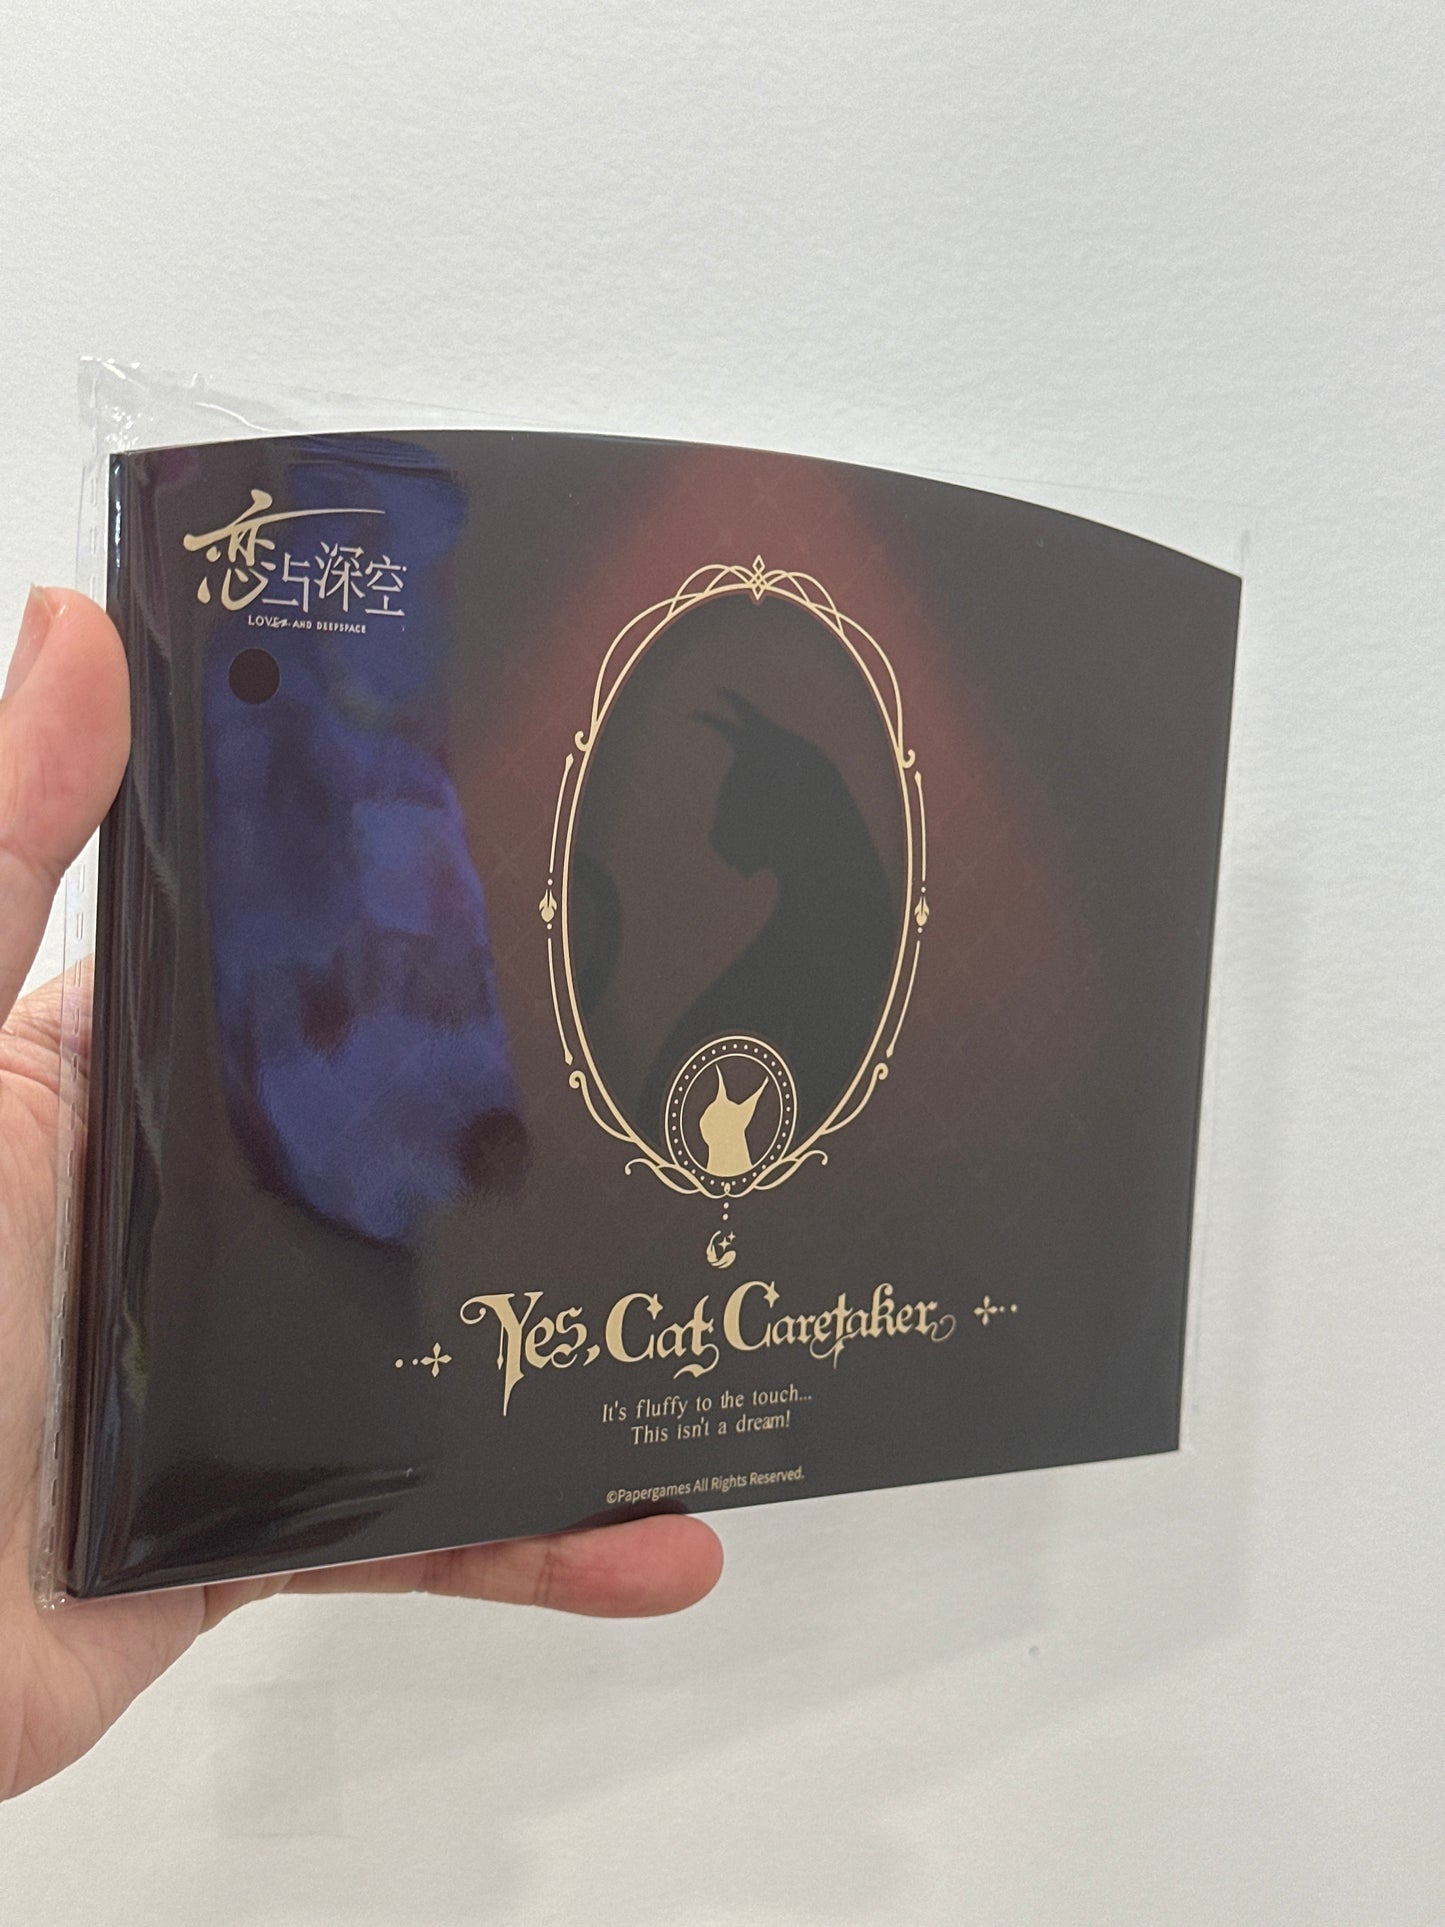 恋与深空
LOVE AND DEEPSPACE
Yes, Cat Caretaker
It's fluffy to the touch...
This isn't a dream!
©Papergames All Rights Reserved.